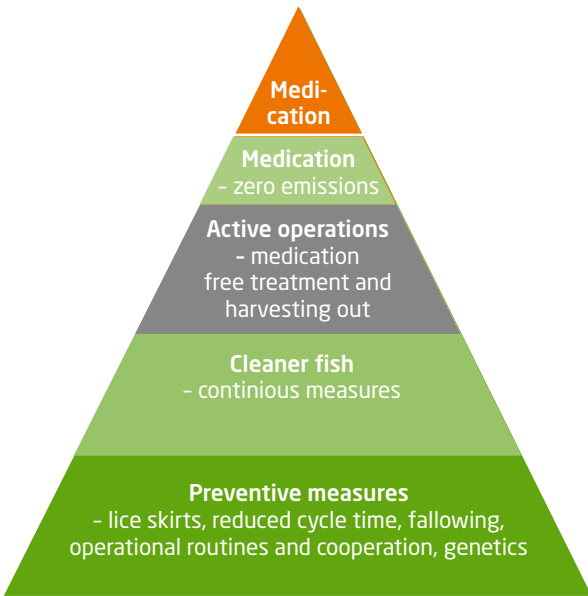 Medi-
cation
Medication
– zero emissions
Active operations
– medication
free treatment and
harvesting out
Cleaner fish
– continious measures
Preventive measures
– lice skirts, reduced cycle time, fallowing,
operational routines and cooperation, genetics